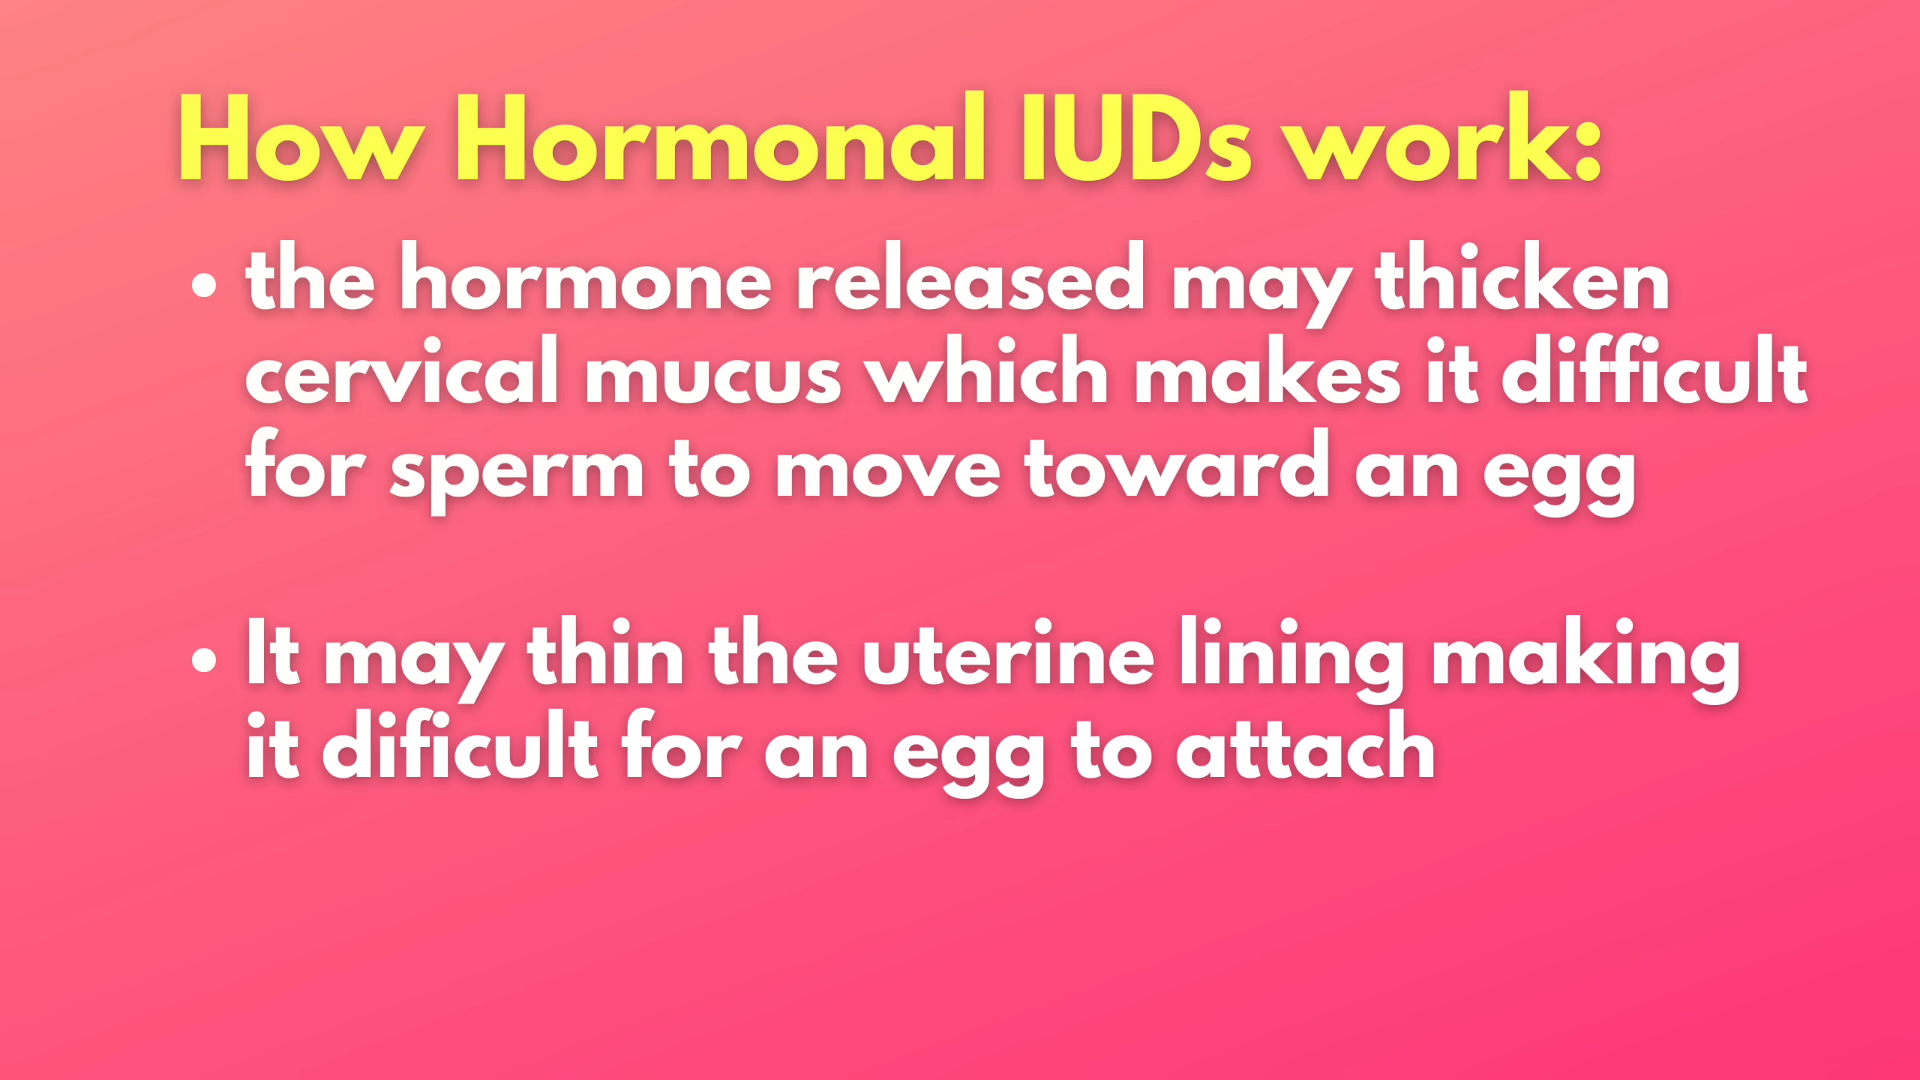 How Hormonal IUDs work:
• the hormone released may thicken
cervical mucus which makes it difficult
for sperm to move toward an egg
• It may thin the uterine lining making
it dificult for an egg to attach